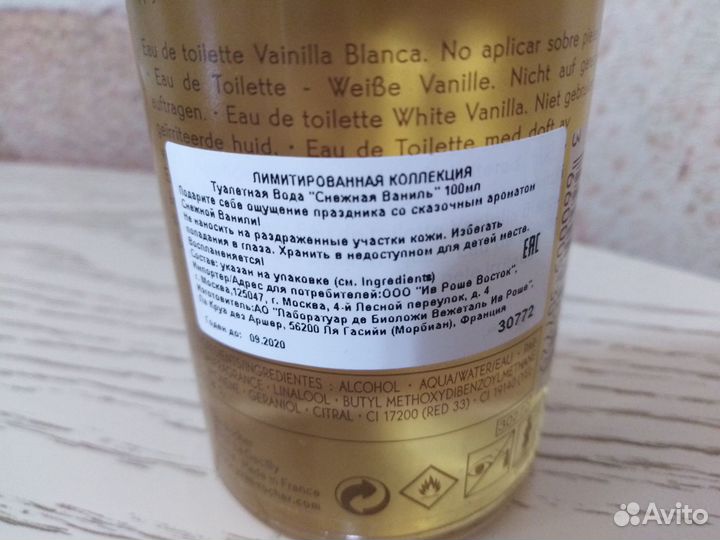 Eau de toilette Vainilla Blanca. No aplicar sobre
· Eau de Toilette - Weiße Vanille. Nicht auf
auftragen. · Eau de toilette White Vanilla. Niet
geïrriteerde huid. · Eau de Toilette med doft av
ЛИМИТИРОВАННАЯ КОЛЛЕКЦИЯ
Туалетная Вода "Снежная Ваниль" 100мл
Подарите себе ощущение праздника со сказочным ароматом
Снежной Ванили!
Не наносить на раздраженные участки кожи. Избегать
попадания в глаза. Хранить в недоступном для детей месте.
Воспламеняется!
EAC
Состав: указан на упаковке (см. Ingredients)
Импортёр/Адрес для потребителей:ООО "Ив Роше Восток",
г. Москва,125047, г. Москва, 4-й Лесной переулок, д. 4
Изготовитель:АО "Лаборатуар де Биоложи Вежеталь Ив Роше",
Ла Круа дез Аршер, 56200 Ля Гасийи (Морбиан), Франция
Годен до: 09.2020
30772
/INGREDIENTES : ALCOHOL · AQUA/WATER/EAU ·
/FRAGRANCE · LINALOOL · BUTYL METHOXYDIBENZOYLMETHANE
· GERANIOL · CITRAL · CI 17200 (RED 33) · CI 19140
Made in France
Avito